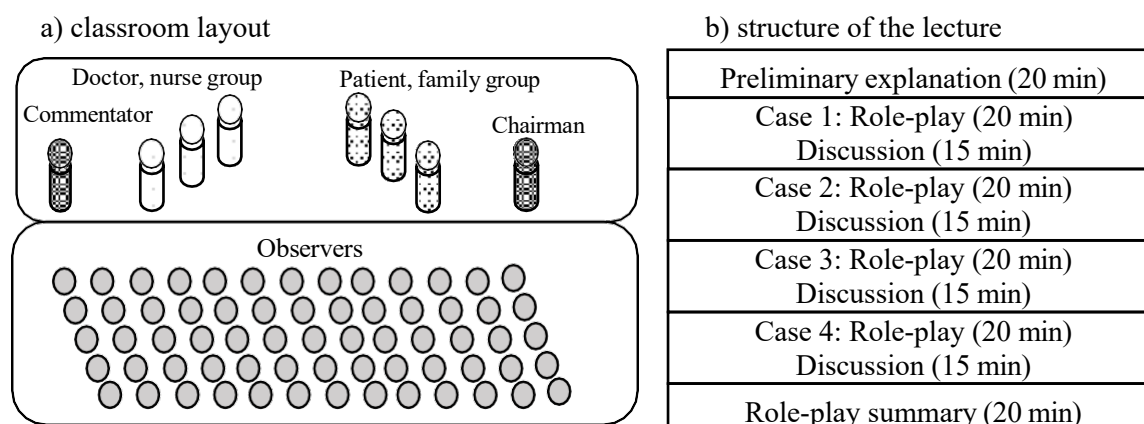 a) classroom layout
Doctor, nurse group
Patient, family group
Commentator
Chairman
Observers
b) structure of the lecture
Preliminary explanation (20 min)
Case 1: Role-play (20 min)
Discussion (15 min)
Case 2: Role-play (20 min)
Discussion (15 min)
Case 3: Role-play (20 min)
Discussion (15 min)
Case 4: Role-play (20 min)
Discussion (15 min)
Role-play summary (20 min)